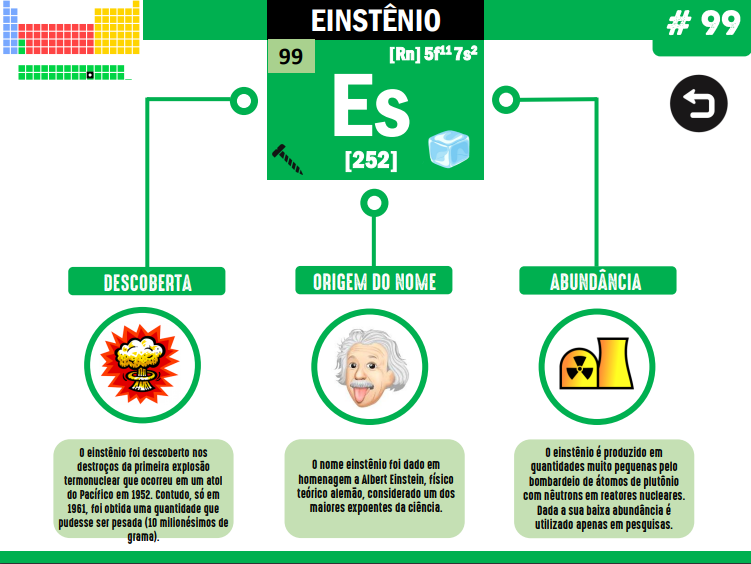 EINSTÊNIO
# 99
99
[Rn] 5f¹¹ 7s²
Es
[252]
DESCOBERTA
ORIGEM DO NOME
ABUNDÂNCIA
O einstênio foi descoberto nos
destroços da primeira explosão
termonuclear que ocorreu em um atol
do Pacífico em 1952. Contudo, só em
1961, foi obtida uma quantidade que
pudesse ser pesada (10 milionésimos de
grama).
O nome einstênio foi dado em
homenagem a Albert Einstein, físico
teórico alemão, considerado um dos
maiores expoentes da ciência.
O einstênio é produzido em
quantidades muito pequenas pelo
bombardeio de átomos de plutônio
com nêutrons em reatores nucleares.
Dada a sua baixa abundância é
utilizado apenas em pesquisas.